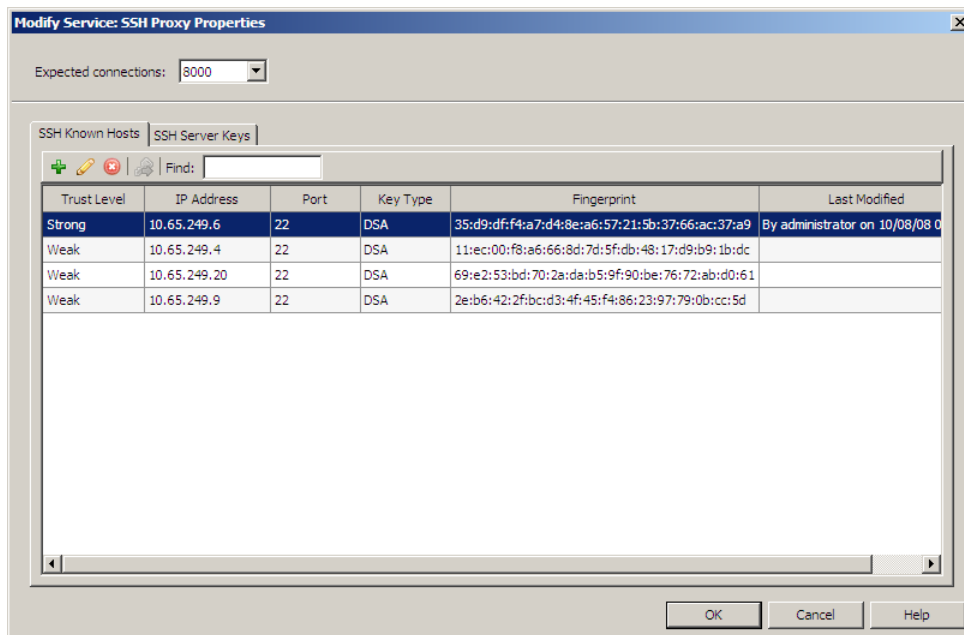 Modify Service: SSH Proxy Properties
Expected connections: 8000
SSH Known Hosts SSH Server Keys
Find:
Trust Level IP Address Port Key Type Fingerprint Last Modified
Strong 10.65.249.6 22 DSA 35:d9:df:f4:a7:d4:8e:a6:57:21:5b:37:66:ac:37:a9 By administrator on 10/08/08 0
Weak 10.65.249.4 22 DSA 11:ec:00:f8:a6:66:8d:7d:5f:db:48:17:d9:b9:1b:dc
Weak 10.65.249.20 22 DSA 69:e2:53:bd:70:2a:da:b5:9f:90:be:76:72:ab:d0:61
Weak 10.65.249.9 22 DSA 2e:b6:42:2f:bc:d3:4f:45:f4:86:23:97:79:0b:cc:5d
OK Cancel Help